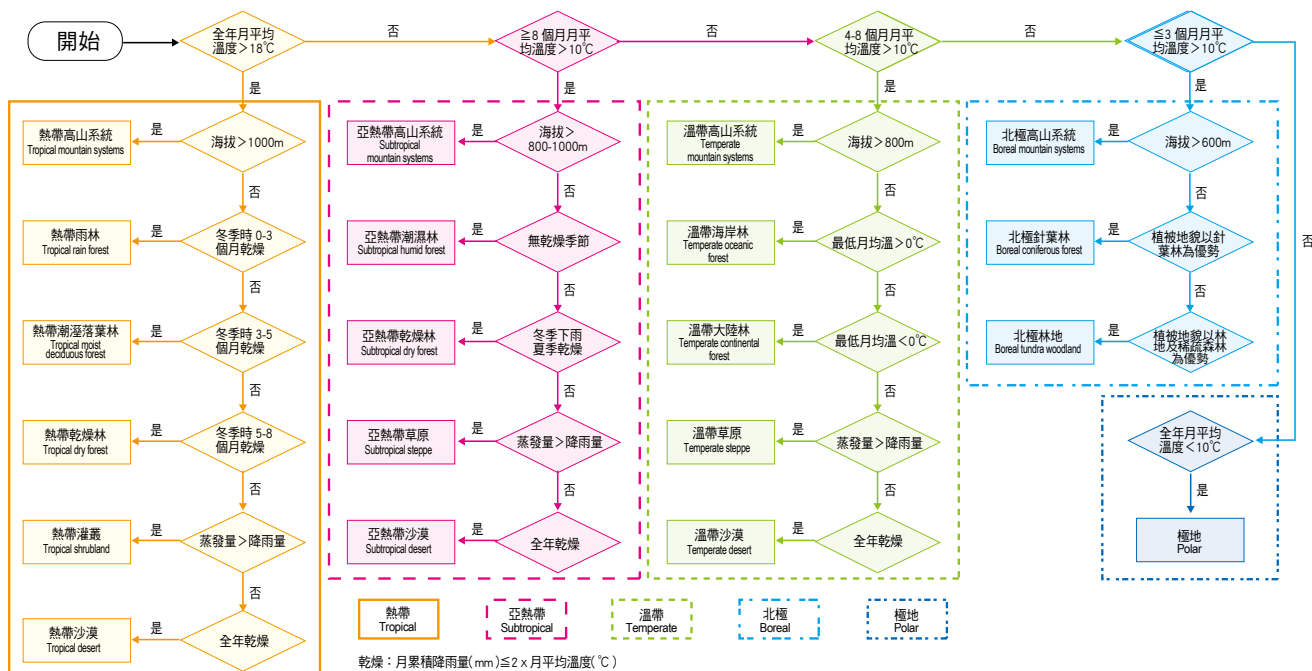 開始
全年月平均
溫度＞18℃
否
≧8 個月月平
均溫度＞10℃
否
4-8 個月月平
均溫度＞10℃
否
≦3 個月月平
均溫度＞10℃
是
是
是
是
否
熱帶高山系統
Tropical mountain systems
是
海拔＞1000m
否
熱帶雨林
Tropical rain forest
是
冬季時 0-3
個月乾燥
否
熱帶潮溼落葉林
Tropical moist
deciduous forest
是
冬季時 3-5
個月乾燥
否
熱帶乾燥林
Tropical dry forest
是
冬季時 5-8
個月乾燥
否
熱帶灌叢
Tropical shrubland
是
蒸發量＞降雨量
否
熱帶沙漠
Tropical desert
是
全年乾燥
亞熱帶高山系統
Subtropical
mountain systems
是
海拔＞
800-1000m
否
亞熱帶潮濕林
Subtropical humid forest
是
無乾燥季節
否
亞熱帶乾燥林
Subtropical dry forest
是
冬季下雨
夏季乾燥
否
亞熱帶草原
Subtropical steppe
是
蒸發量＞降雨量
否
亞熱帶沙漠
Subtropical desert
是
全年乾燥
溫帶高山系統
Temperate
mountain systems
是
海拔＞800m
否
溫帶海岸林
Temperate oceanic
forest
是
最低月均溫＞0℃
否
溫帶大陸林
Temperate continental
forest
是
最低月均溫＜0℃
否
溫帶草原
Temperate steppe
是
蒸發量＞降雨量
否
溫帶沙漠
Temperate desert
是
全年乾燥
北極高山系統
Boreal mountain systems
是
海拔＞600m
否
北極針葉林
Boreal coniferous forest
是
植被地貌以針
葉林為優勢
否
北極林地
Boreal tundra woodland
是
植被地貌以林
地及稀疏森林
為優勢
全年月平均
溫度＜10℃
是
極地
Polar
熱帶
Tropical
亞熱帶
Subtropical
溫帶
Temperate
北極
Boreal
極地
Polar
乾燥：月累積降雨量(mm)≦2 x 月平均溫度(℃)